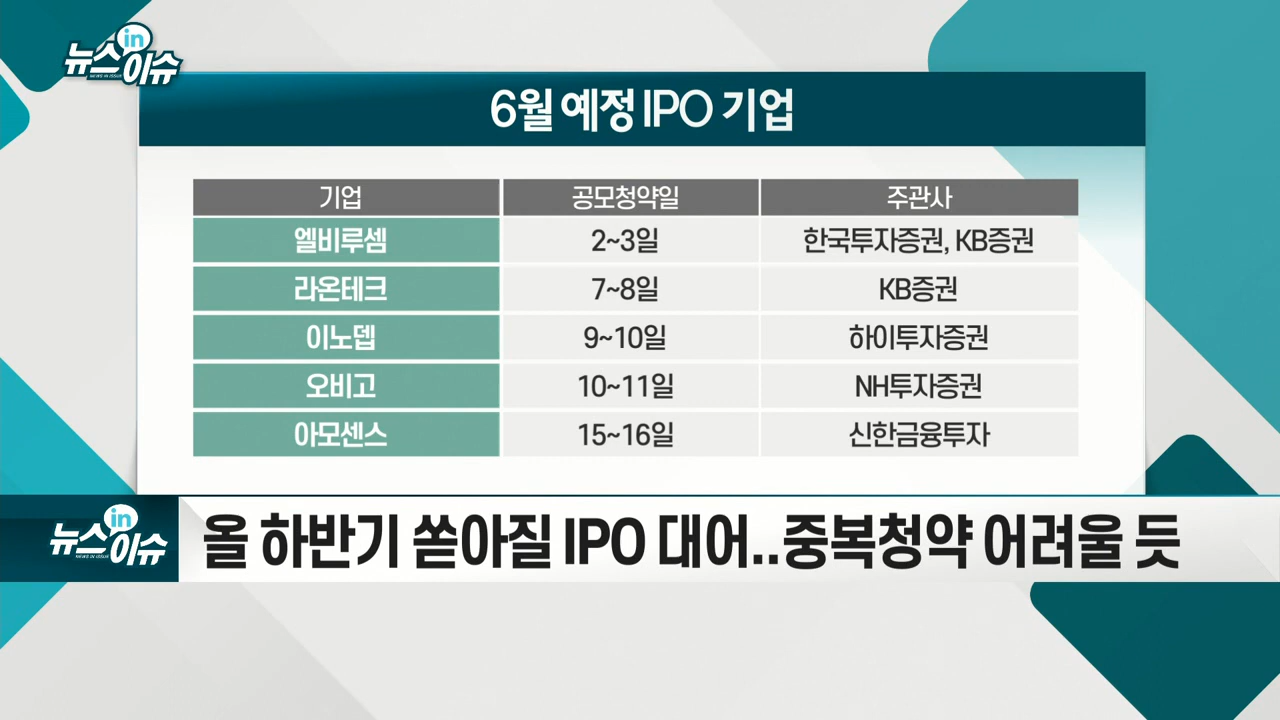 뉴스in이슈
NEWS IN ISSUE
6월 예정 IPO 기업
기업 공모청약일 주관사
엘비루셈 2~3일 한국투자증권, KB증권
라온테크 7~8일 KB증권
이노뎁 9~10일 하이투자증권
오비고 10~11일 NH투자증권
아모센스 15~16일 신한금융투자
뉴스in이슈
NEWS IN ISSUE
올 하반기 쏟아질 IPO 대어..중복청약 어려울 듯